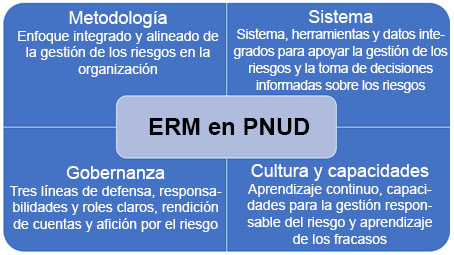 Metodología
Enfoque integrado y alineado de
la gestión de los riesgos en la
organización
Sistema
Sistema, herramientas y datos inte-
grados para apoyar la gestión de los
riesgos y la toma de decisiones
informadas sobre los riesgos
ERM en PNUD
Gobernanza
Tres líneas de defensa, responsa-
bilidades y roles claros, rendición
de cuentas y afición por el riesgo
Cultura y capacidades
Aprendizaje continuo, capaci-
dades para la gestión respon-
sable del riesgo y aprendizaje
de los fracasos